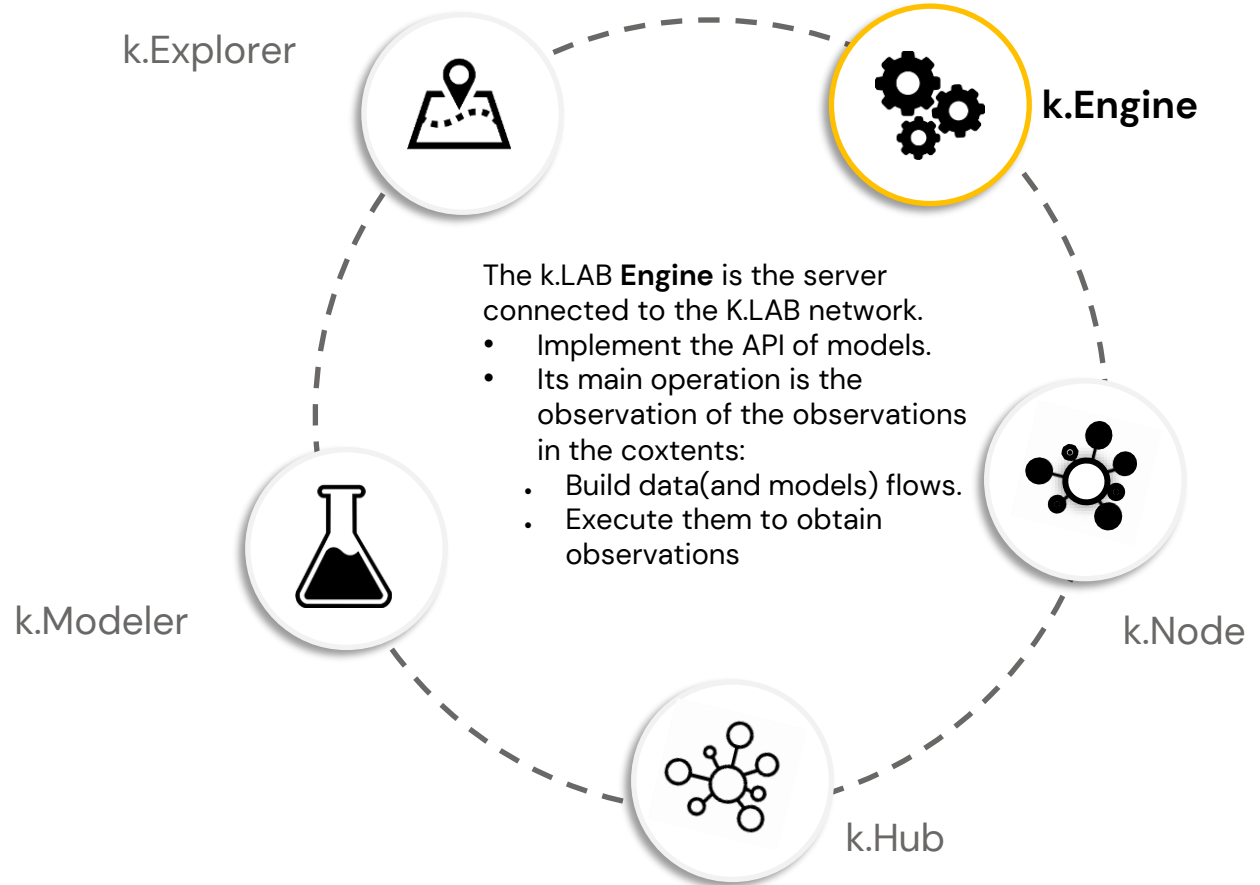 k.Explorer
k.Engine
The k.LAB Engine is the server
connected to the K.LAB network.
• Implement the API of models.
• Its main operation is the
observation of the observations
in the coxtents:
. Build data(and models) flows.
. Execute them to obtain
observations
k.Modeler
k.Node
k.Hub